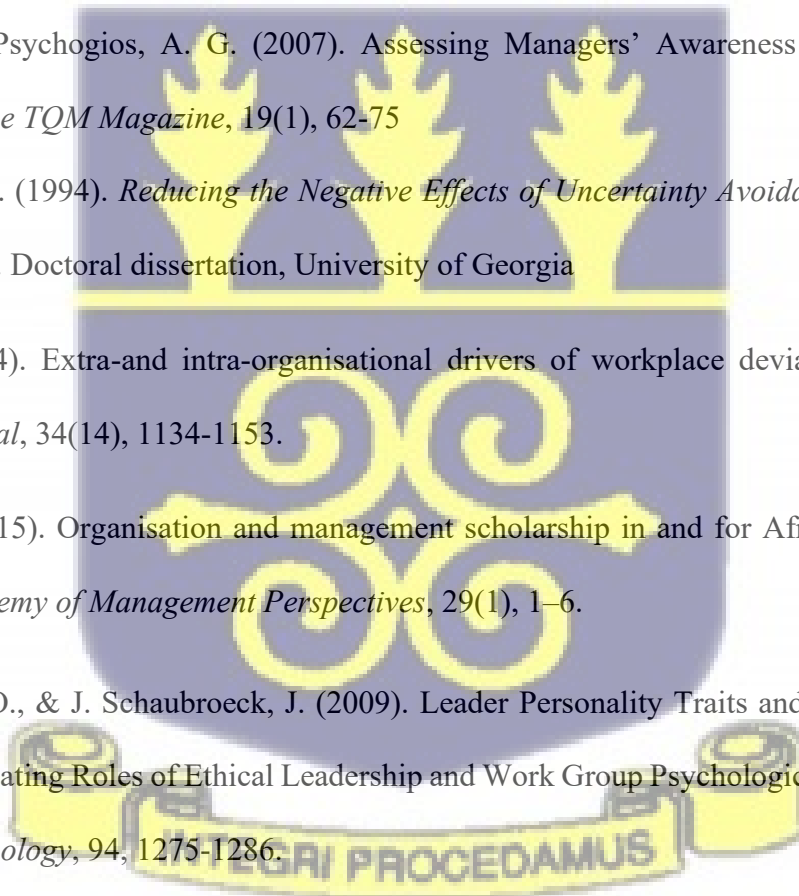 Psychogios, A. G. (2007). Assessing Managers’ Awareness
e TQM Magazine, 19(1), 62-75
. (1994). Reducing the Negative Effects of Uncertainty Avoida
. Doctoral dissertation, University of Georgia
4). Extra-and intra-organisational drivers of workplace devia
al, 34(14), 1134-1153.
15). Organisation and management scholarship in and for Af
emy of Management Perspectives, 29(1), 1–6.
D., & J. Schaubroeck, J. (2009). Leader Personality Traits and
ating Roles of Ethical Leadership and Work Group Psychologic
ology, 94, 1275-1286.
INTEGRI PROCEDAMUS